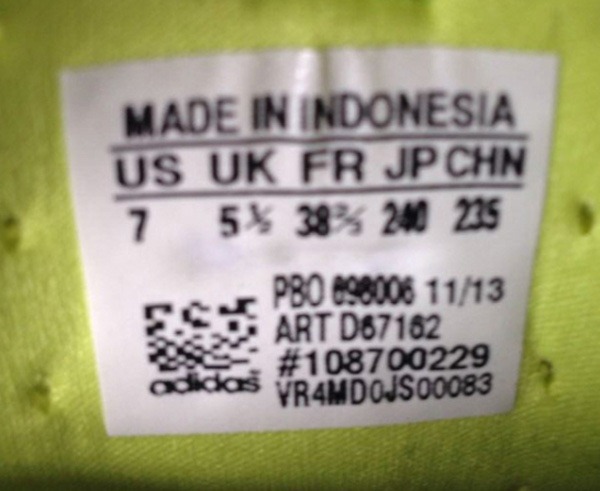 MADE IN INDONESIA
US UK FR JP CHN
7 5½ 38⅔ 240 235
PBO 698006 11/13
ART D67162
#108700229
adidas VR4MD0JS00083